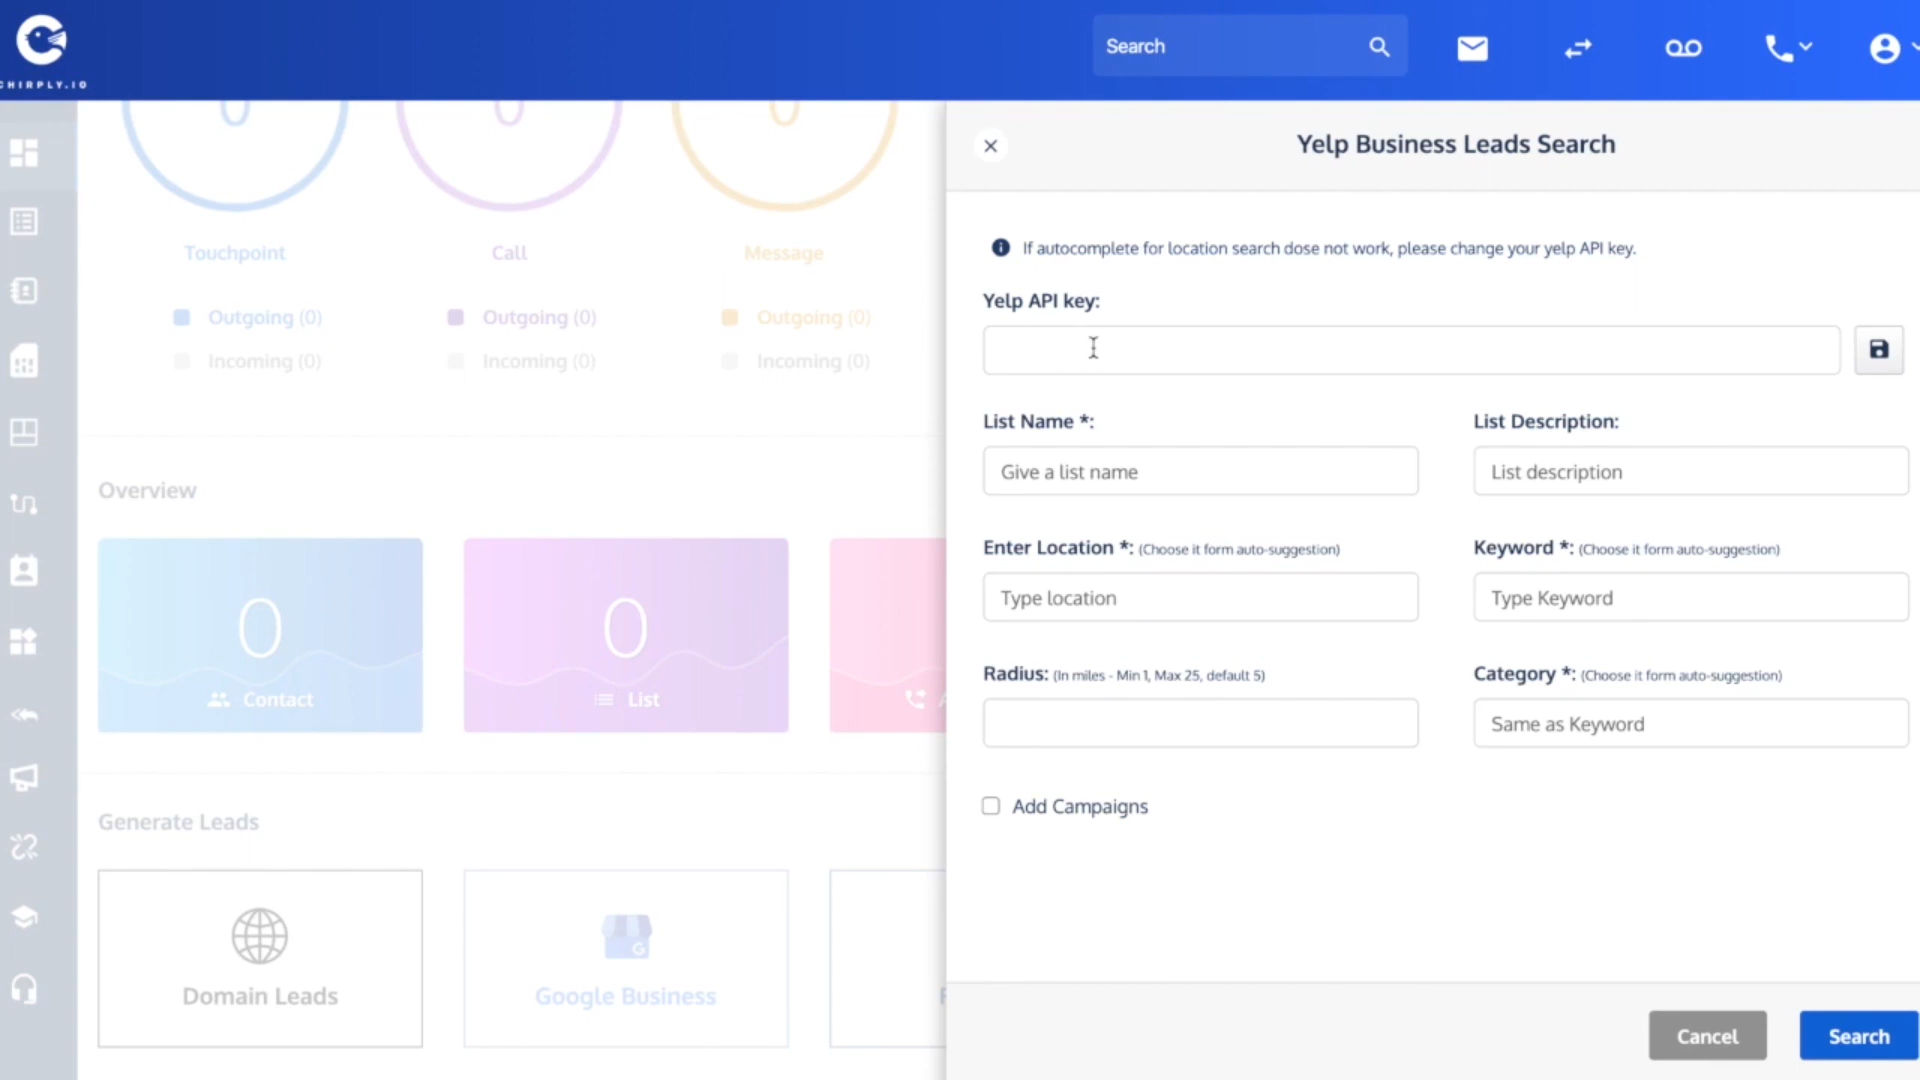 CHIRPLY.IO
Search
0
0
0
Touchpoint
Call
Message
Outgoing (0)
Outgoing (0)
Outgoing (0)
Incoming (0)
Incoming (0)
Incoming (0)
Overview
0
Contact
0
List
Generate Leads
Domain Leads
G
Google Business
Yelp Business Leads Search
If autocomplete for location search dose not work, please change your yelp API key.
Yelp API key:
List Name *:
List Description:
Give a list name
List description
Enter Location *: (Choose it form auto-suggestion)
Keyword *: (Choose it form auto-suggestion)
Type location
Type Keyword
Radius: (In miles - Min 1, Max 25, default 5)
Category *: (Choose it form auto-suggestion)
Same as Keyword
Add Campaigns
Cancel
Search